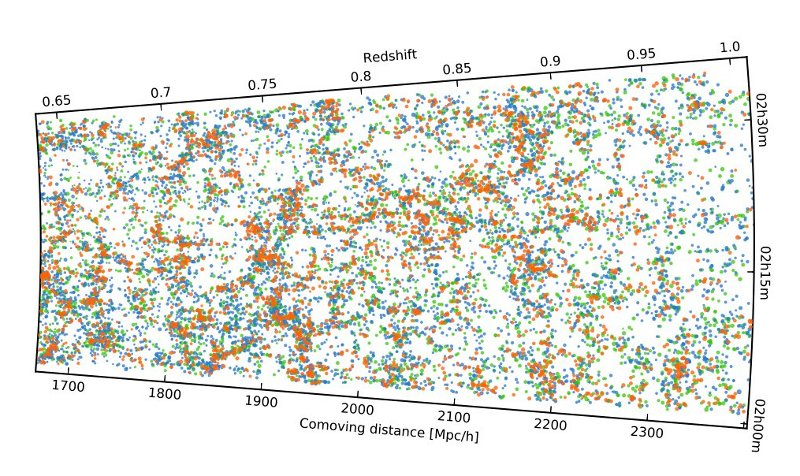 Redshift
0.65 0.7 0.75 0.8 0.85 0.9 0.95 1.0
02h30m
02h15m
02h00m
1700 1800 1900 2000 2100 2200 2300
Comoving distance [Mpc/h]